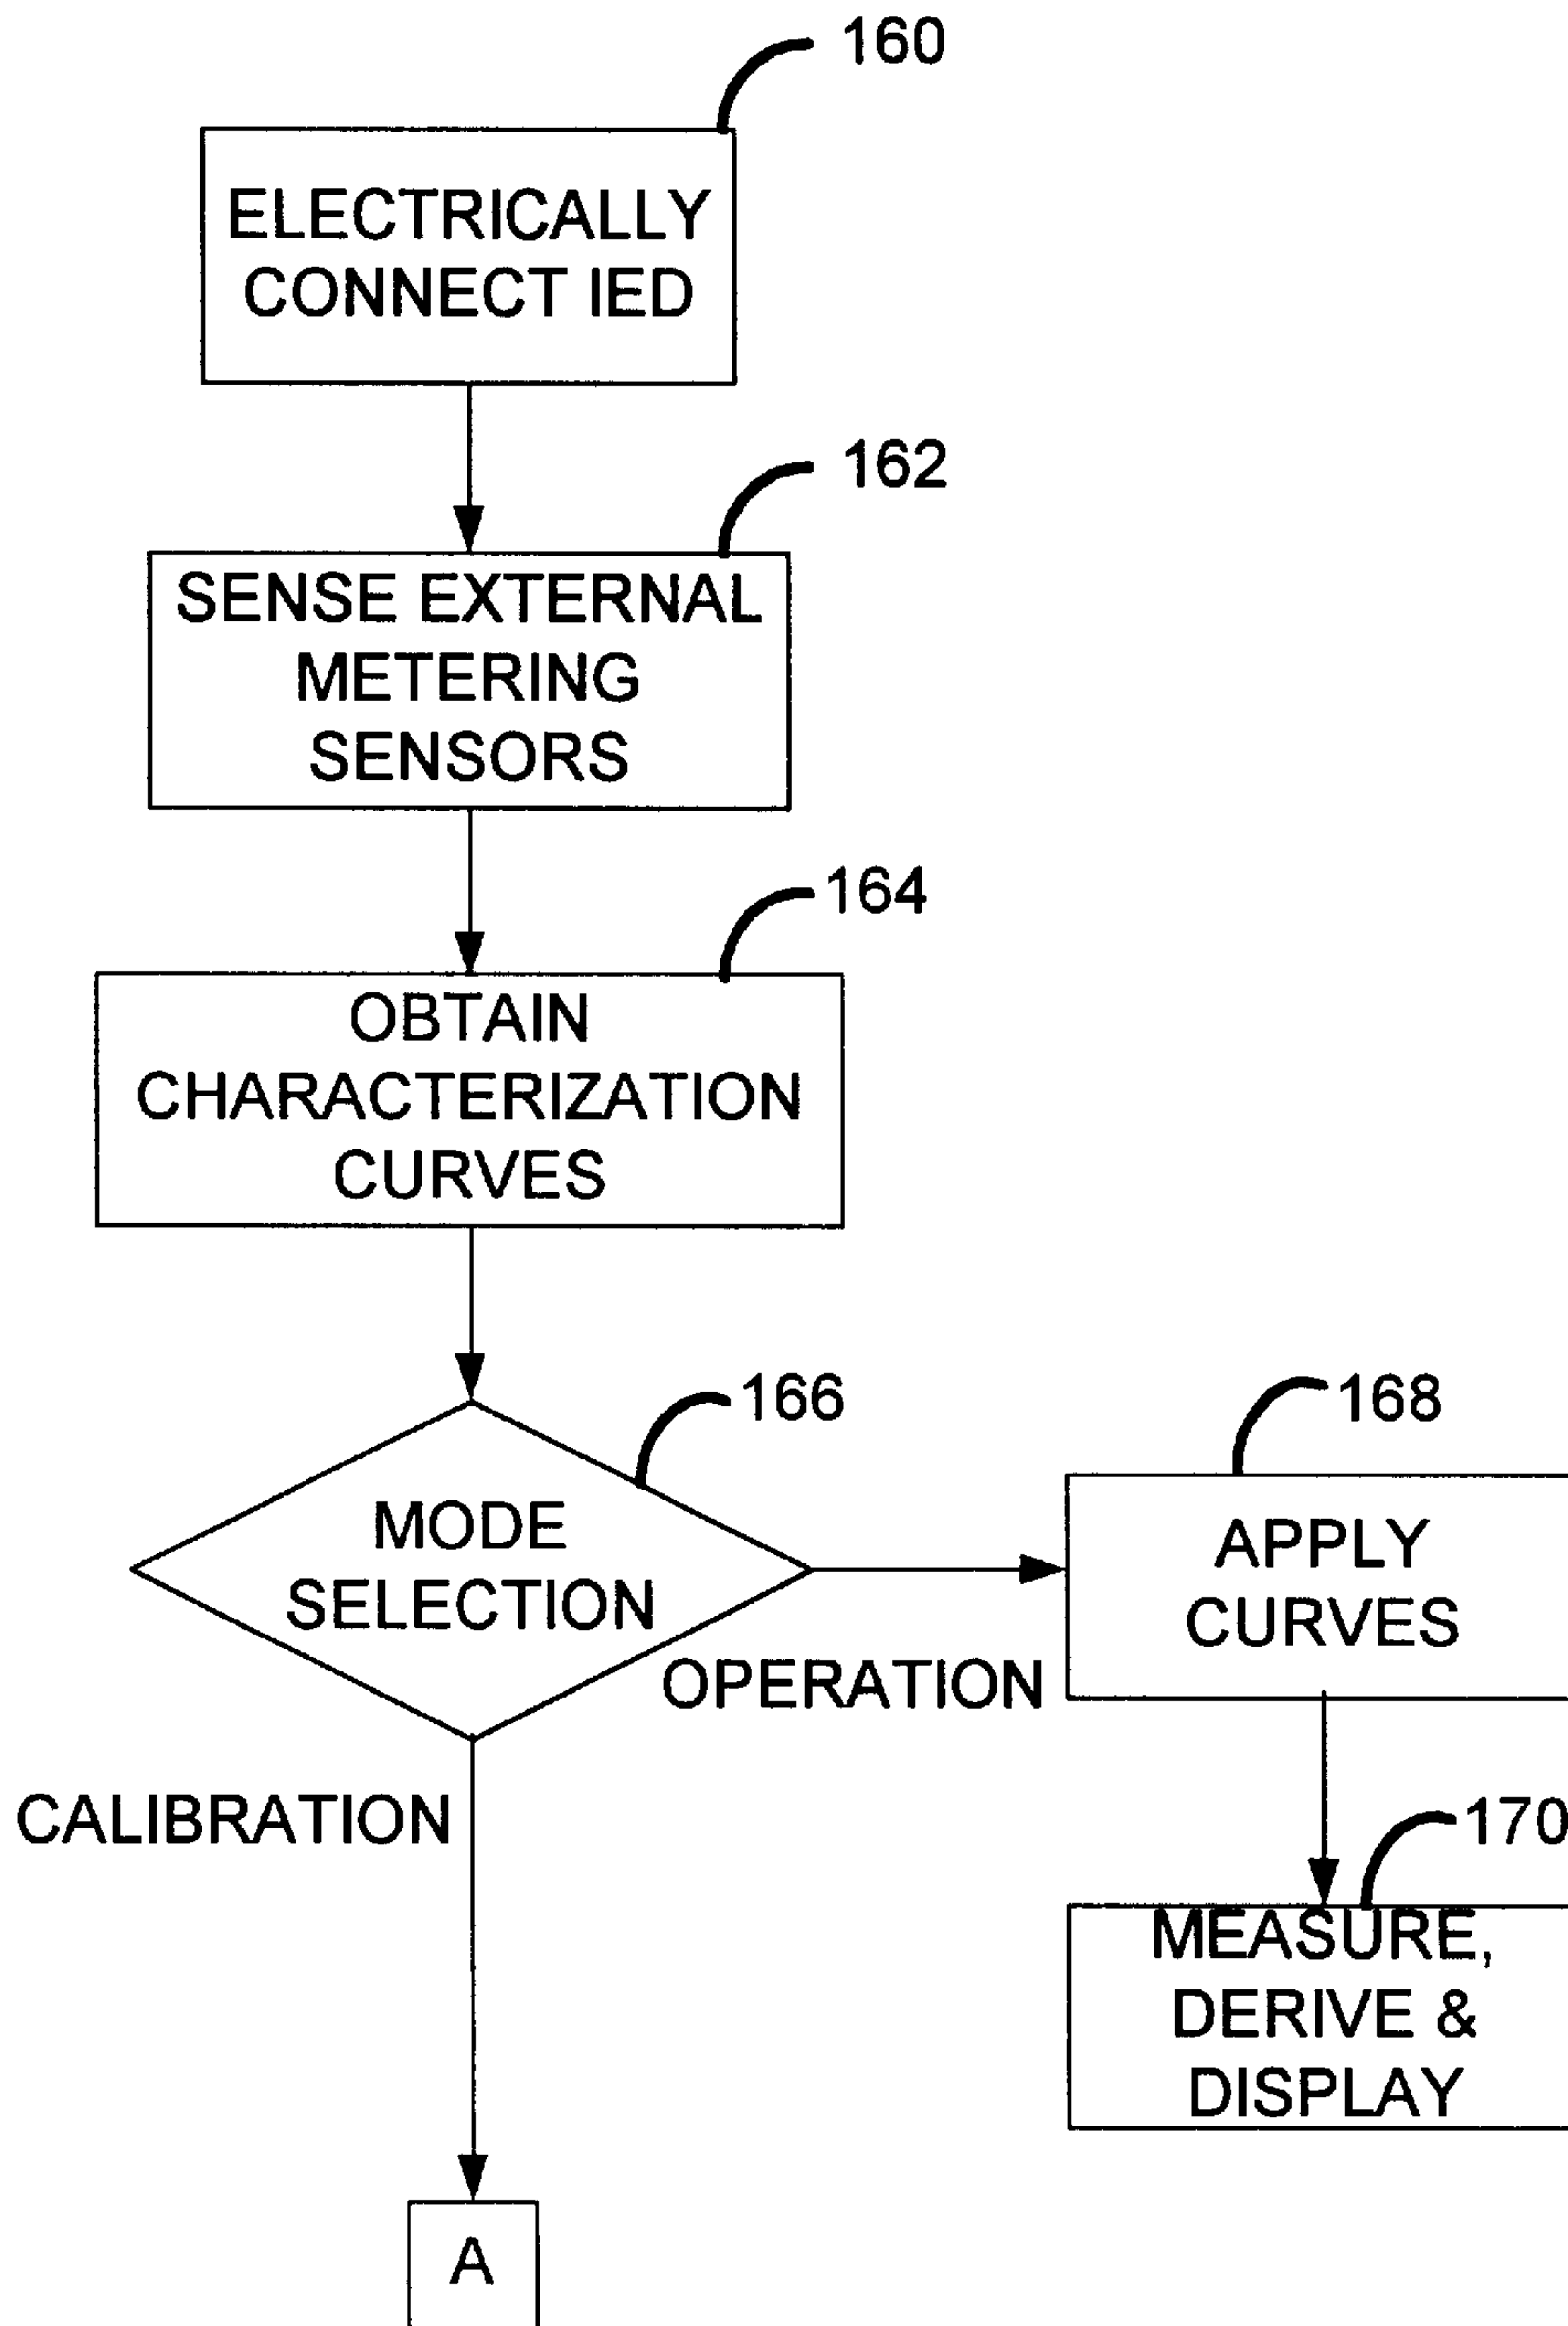 160
ELECTRICALLY
CONNECT IED
162
SENSE EXTERNAL
METERING
SENSORS
164
OBTAIN
CHARACTERIZATION
CURVES
166
MODE
SELECTION
168
APPLY
CURVES
OPERATION
CALIBRATION
170
MEASURE,
DERIVE &
DISPLAY
A